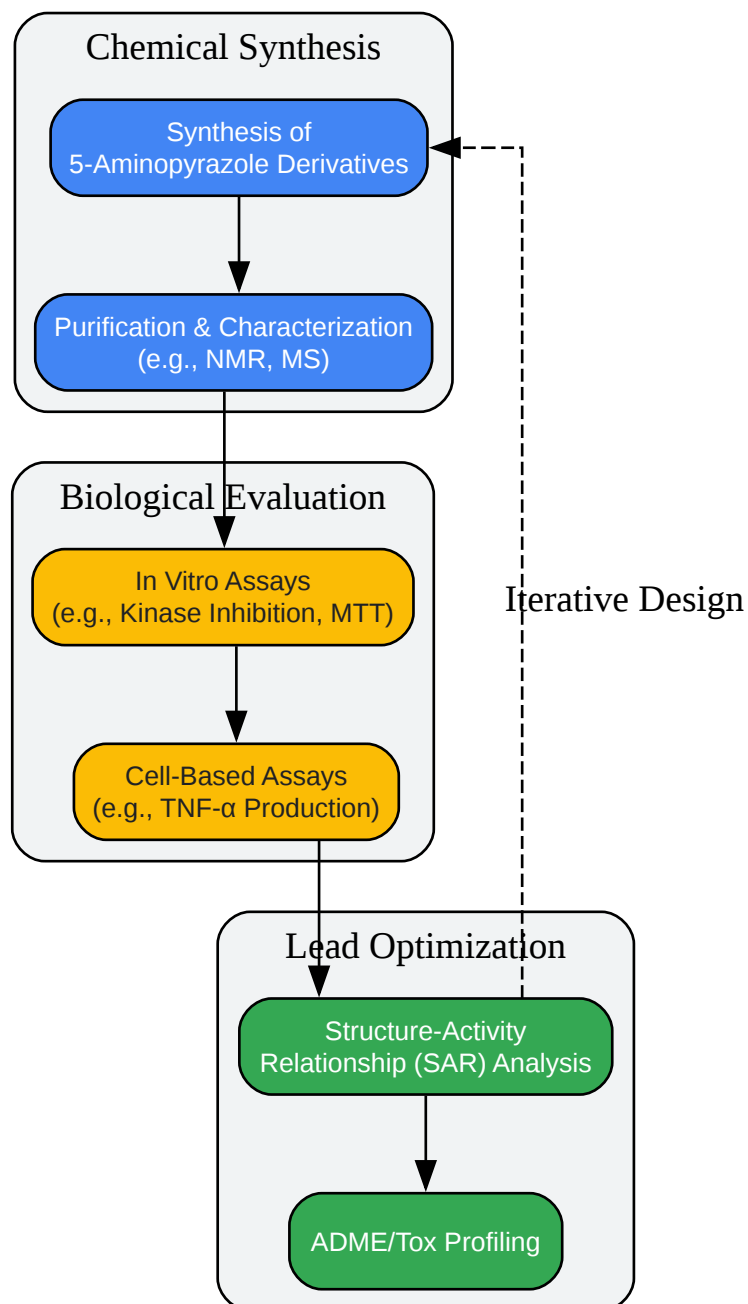 Chemical Synthesis
Synthesis of
5-Aminopyrazole Derivatives
Purification & Characterization
(e.g., NMR, MS)
Biological Evaluation
In Vitro Assays
(e.g., Kinase Inhibition, MTT)
Iterative Design
Cell-Based Assays
(e.g., TNF-α Production)
Lead Optimization
Structure-Activity
Relationship (SAR) Analysis
ADME/Tox Profiling